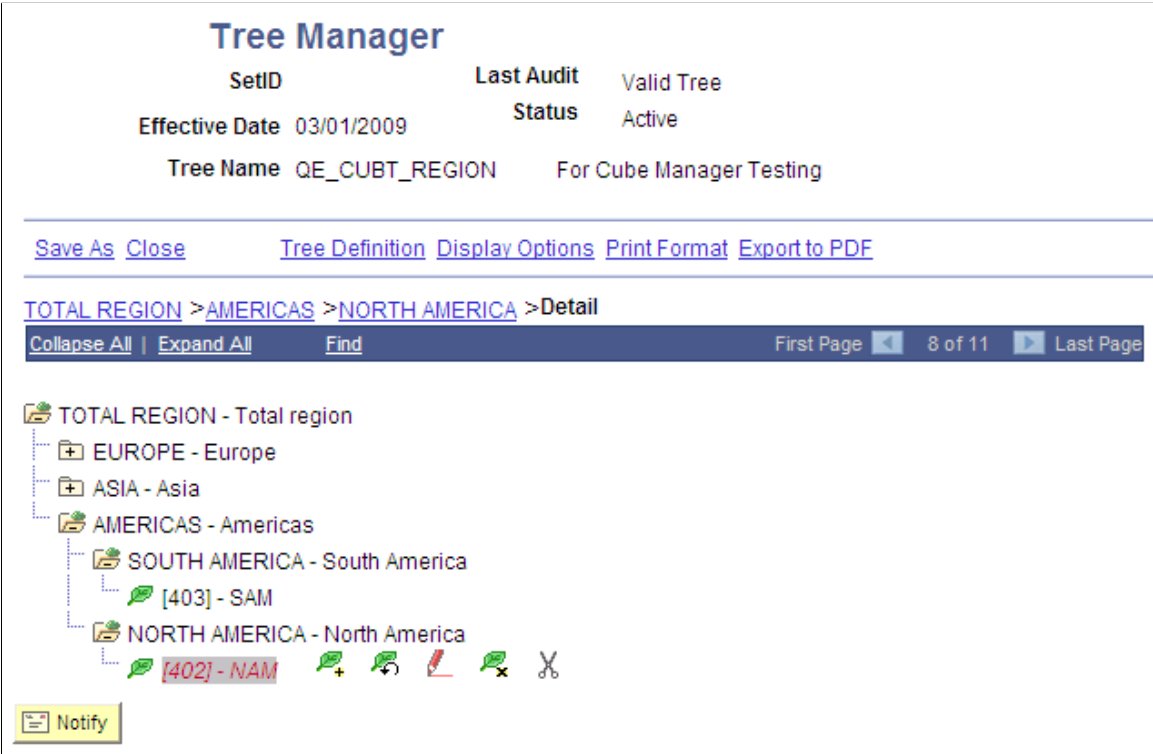 Tree Manager
SetID Last Audit Valid Tree
Effective Date 03/01/2009 Status Active
Tree Name QE_CUBT_REGION For Cube Manager Testing
Save As Close Tree Definition Display Options Print Format Export to PDF
TOTAL REGION >AMERICAS >NORTH AMERICA >Detail
Collapse All | Expand All Find First Page 8 of 11 Last Page
TOTAL REGION - Total region
EUROPE - Europe
ASIA - Asia
AMERICAS - Americas
SOUTH AMERICA - South America
[403] - SAM
NORTH AMERICA - North America
[402] - NAM
Notify